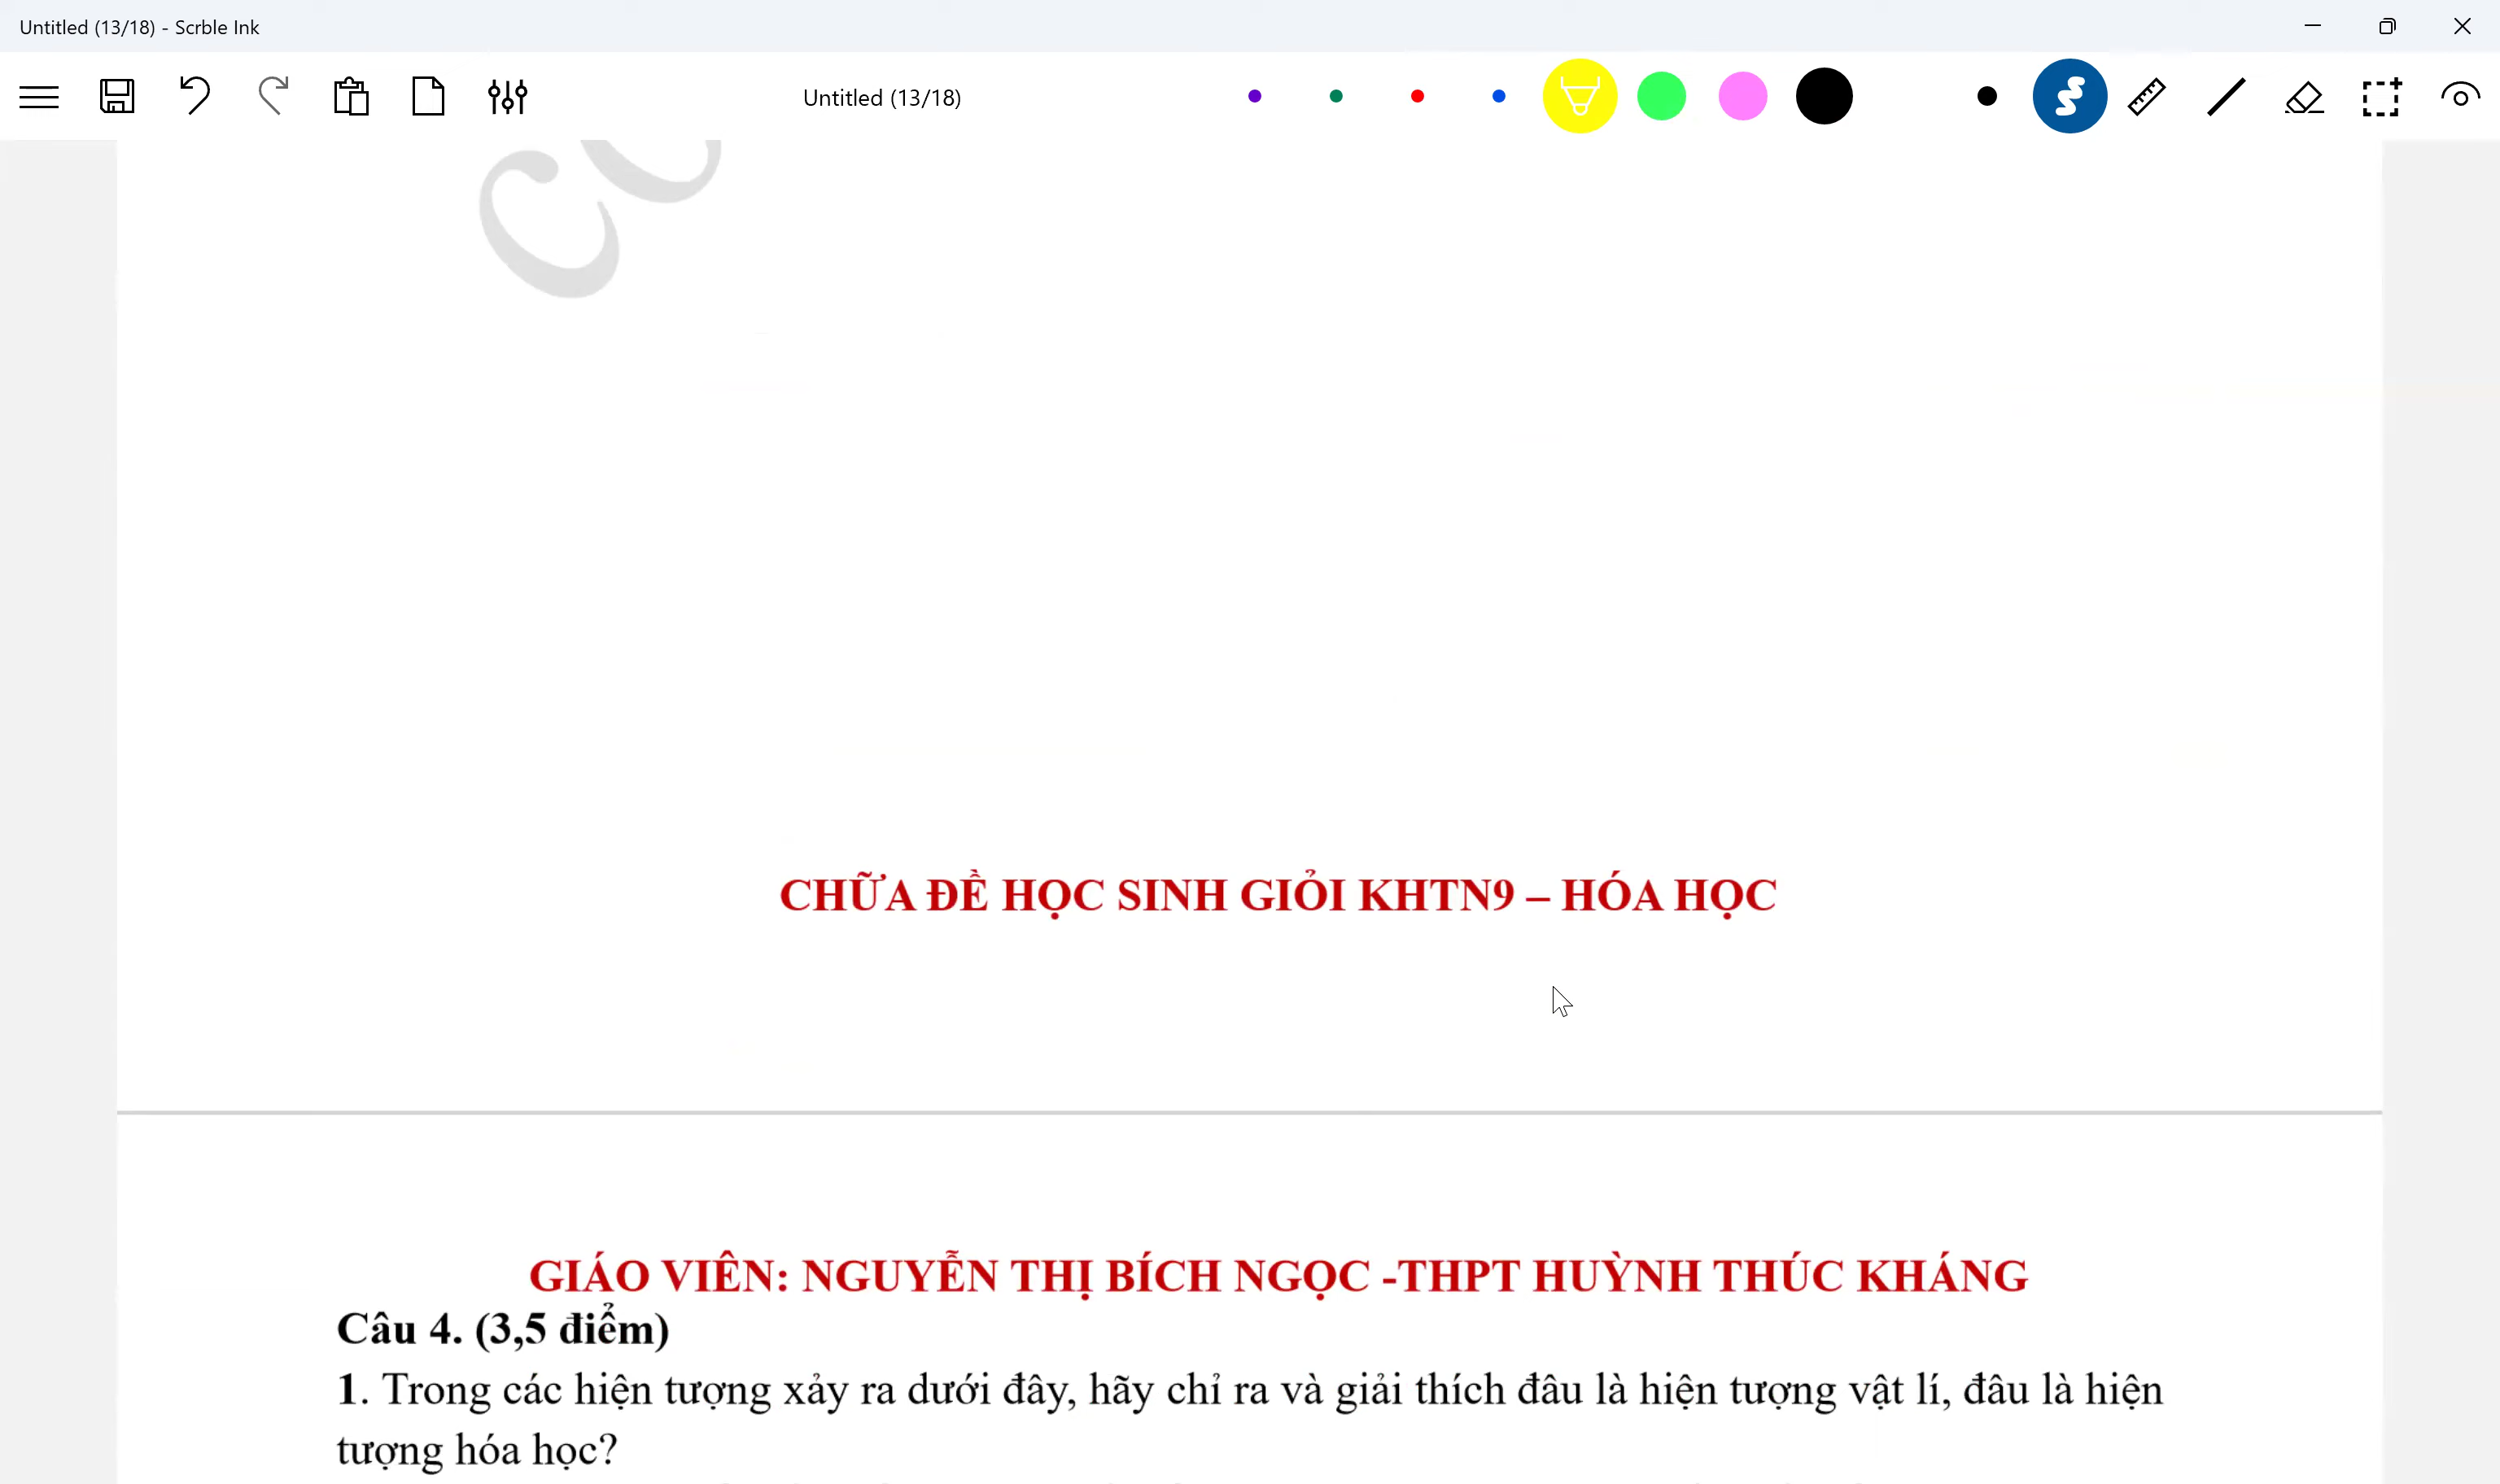 Untitled (13/18) - Scrble Ink
Untitled (13/18)
CHỮA ĐỀ HỌC SINH GIỎI KHTN9 – HÓA HỌC
GIÁO VIÊN: NGUYỄN THỊ BÍCH NGỌC -THPT HUỲNH THÚC KHÁNG
Câu 4. (3,5 điểm)
1. Trong các hiện tượng xảy ra dưới đây, hãy chỉ ra và giải thích đâu là hiện tượng vật lí, đâu là hiện
tượng hóa học?